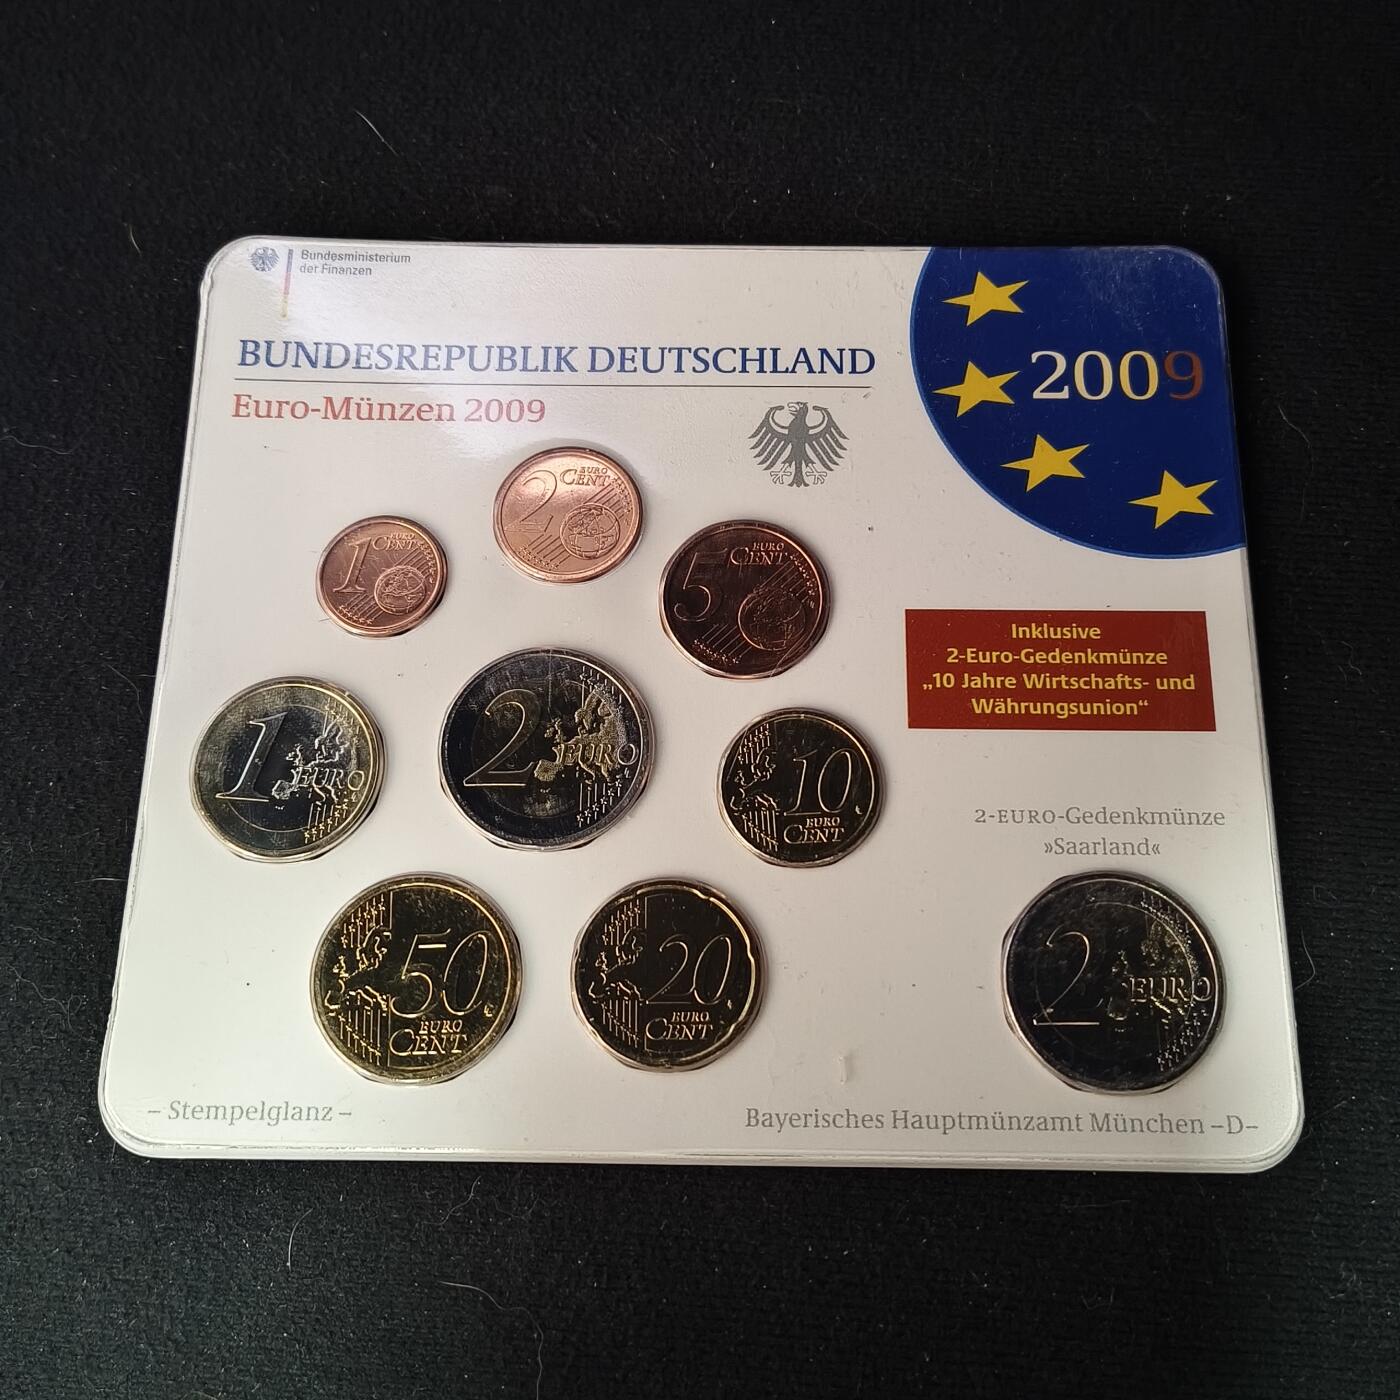 Bundesministerium
der Finanzen
BUNDESREPUBLIK DEUTSCHLAND
Euro-Münzen 2009
2009
2 EURO CENT
1 EURO CENT
5 EURO CENT
Inklusive
2-Euro-Gedenkmünze
„10 Jahre Wirtschafts- und
Währungsunion“
1 EURO
2 EURO
10 EURO CENT
2-EURO-Gedenkmünze
»Saarland«
50 EURO CENT
20 EURO CENT
2 EURO
– Stempelglanz –
Bayerisches Hauptmünzamt München –D–